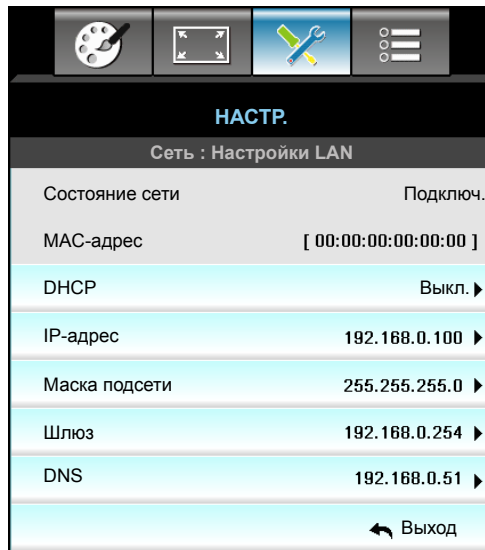 НАСТР.
Сеть : Настройки LAN
Состояние сети Подключ.
MAC-адрес [ 00:00:00:00:00:00 ]
DHCP Выкл.
IP-адрес 192.168.0.100
Маска подсети 255.255.255.0
Шлюз 192.168.0.254
DNS 192.168.0.51
Выход